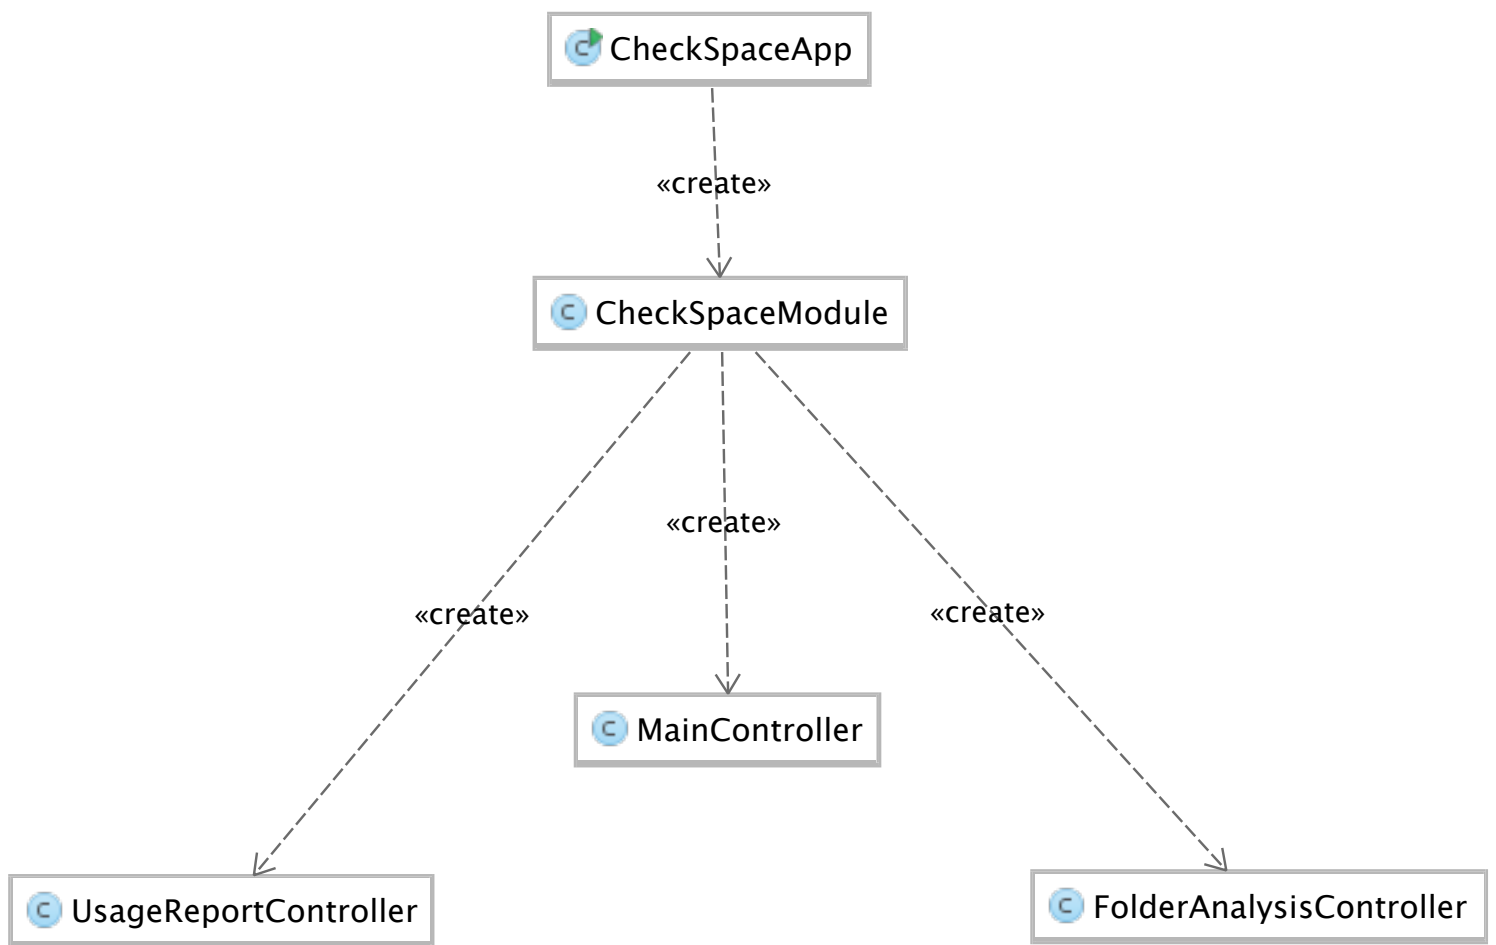 C CheckSpaceApp
«create»
C CheckSpaceModule
«create»
«create»
«create»
C MainController
C UsageReportController
C FolderAnalysisController